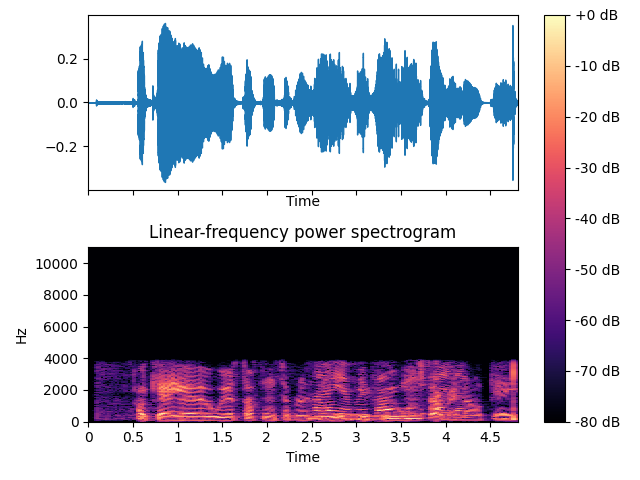 +0 dB
0.2
-10 dB
0.0
-20 dB
−0.2
-30 dB
Time
-40 dB
Linear-frequency power spectrogram
10000
-50 dB
8000
-60 dB
6000
Hz
4000
-70 dB
2000
0
-80 dB
0 0.5 1 1.5 2 2.5 3 3.5 4 4.5
Time